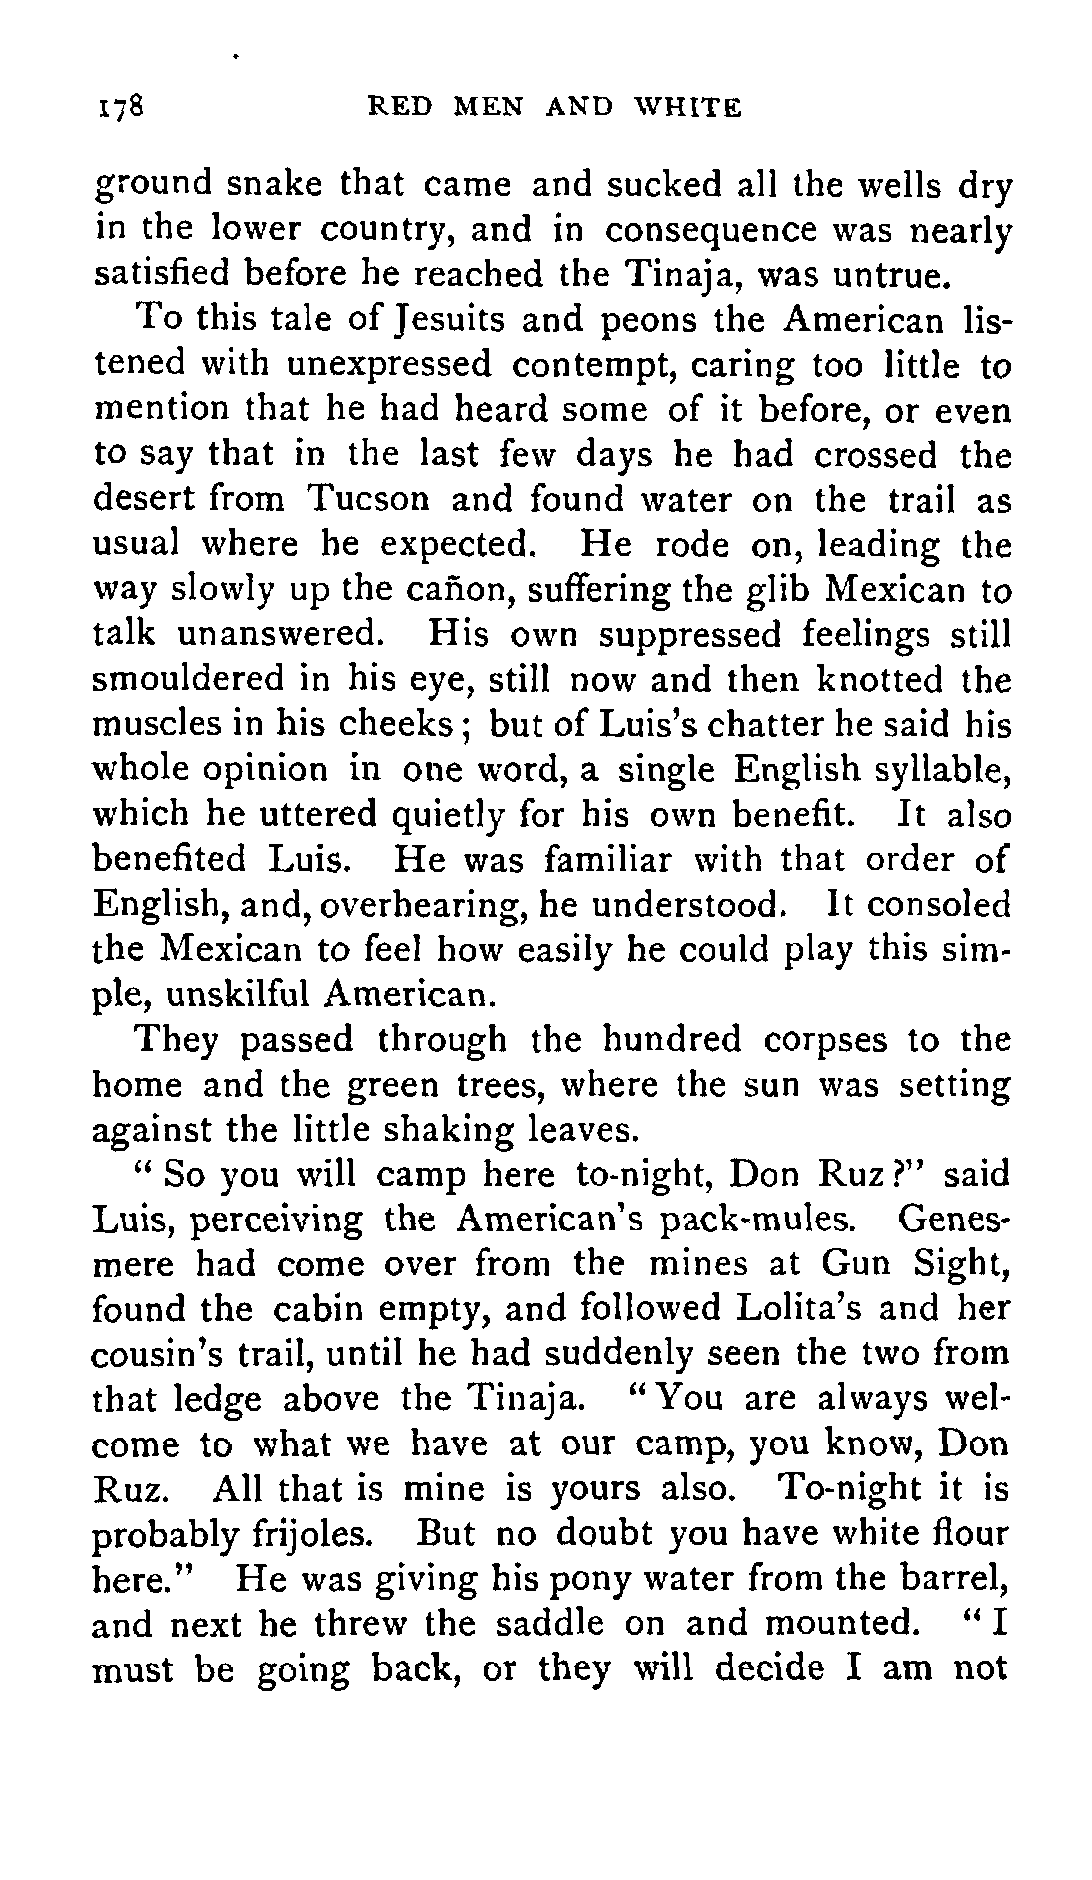 178 RED MEN AND WHITE
ground snake that came and sucked all the wells dry
in the lower country, and in consequence was nearly
satisfied before he reached the Tinaja, was untrue.
To this tale of Jesuits and peons the American lis-
tened with unexpressed contempt, caring too little to
mention that he had heard some of it before, or even
to say that in the last few days he had crossed the
desert from Tucson and found water on the trail as
usual where he expected. He rode on, leading the
way slowly up the cañon, suffering the glib Mexican to
talk unanswered. His own suppressed feelings still
smouldered in his eye, still now and then knotted the
muscles in his cheeks; but of Luis's chatter he said his
whole opinion in one word, a single English syllable,
which he uttered quietly for his own benefit. It also
benefited Luis. He was familiar with that order of
English, and, overhearing, he understood. It consoled
the Mexican to feel how easily he could play this sim-
ple, unskilful American.
They passed through the hundred corpses to the
home and the green trees, where the sun was setting
against the little shaking leaves.
"So you will camp here to-night, Don Ruz?" said
Luis, perceiving the American's pack-mules. Genes-
mere had come over from the mines at Gun Sight,
found the cabin empty, and followed Lolita's and her
cousin's trail, until he had suddenly seen the two from
that ledge above the Tinaja. "You are always wel-
come to what we have at our camp, you know, Don
Ruz. All that is mine is yours also. To-night it is
probably frijoles. But no doubt you have white flour
here." He was giving his pony water from the barrel,
and next he threw the saddle on and mounted. "I
must be going back, or they will decide I am not